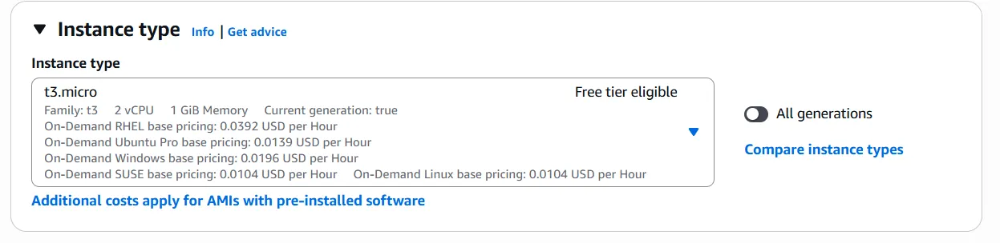 Instance type Info | Get advice
Instance type
t3.micro Free tier eligible
Family: t3 2 vCPU 1 GiB Memory Current generation: true
On-Demand RHEL base pricing: 0.0392 USD per Hour
On-Demand Ubuntu Pro base pricing: 0.0139 USD per Hour
On-Demand Windows base pricing: 0.0196 USD per Hour
On-Demand SUSE base pricing: 0.0104 USD per Hour On-Demand Linux base pricing: 0.0104 USD per Hour
All generations
Compare instance types
Additional costs apply for AMIs with pre-installed software